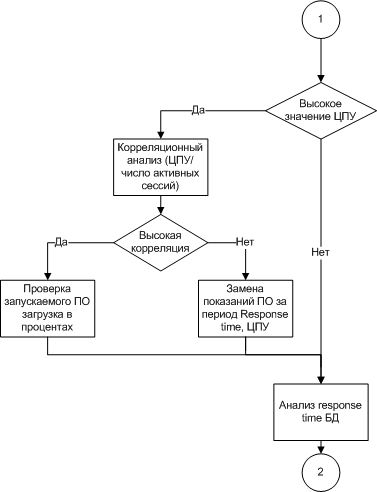 1
Высокое
значение ЦПУ
Да
Корреляционный
анализ (ЦПУ/
число активных
сессий)
Высокая
корреляция
Да
Нет
Нет
Проверка
запускаемого ПО
загрузка в
процентах
Замена
показаний ПО за
период Response
time, ЦПУ
Анализ response
time БД
2